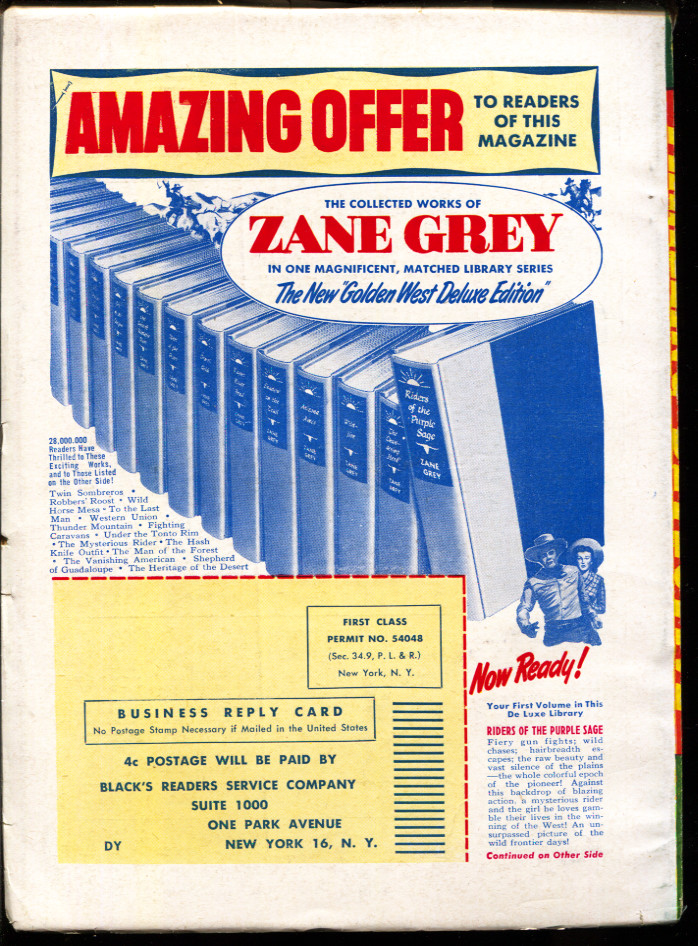 AMAZING OFFER
TO READERS
OF THIS
MAGAZINE
THE COLLECTED WORKS OF
ZANE GREY
IN ONE MAGNIFICENT, MATCHED LIBRARY SERIES
The New "Golden West Deluxe Edition"
Riders
of the
Purple
Sage
ZANE
GREY
28,000,000
Readers Have
Thrilled to These
Exciting Works,
and to Those Listed
on the Other Side!
Twin Sombreros •
Robbers' Roost • Wild
Horse Mesa • To the Last
Man • Western Union •
Thunder Mountain • Fighting
Caravans • Under the Tonto Rim
• The Mysterious Rider • The Hash
Knife Outfit • The Man of the Forest
• The Vanishing American • Shepherd
of Guadaloupe • The Heritage of the Desert
FIRST CLASS
PERMIT NO. 54048
(Sec. 34.9, P. L. & R.)
New York, N. Y.
BUSINESS REPLY CARD
No Postage Stamp Necessary if Mailed in the United States
4c POSTAGE WILL BE PAID BY
BLACK'S READERS SERVICE COMPANY
SUITE 1000
ONE PARK AVENUE
DY NEW YORK 16, N. Y.
Now Ready!
Your First Volume in This
De Luxe Library
RIDERS OF THE PURPLE SAGE
Fiery gun fights; wild
chases; hairbreadth es-
capes; the raw beauty and
vast silence of the plains
—the whole colorful epoch
of the pioneer! Against
this backdrop of blazing
action, a mysterious rider
and the girl he loves gam-
ble their lives in the win-
ning of the West! An un-
surpassed picture of the
wild frontier days!
Continued on Other Side